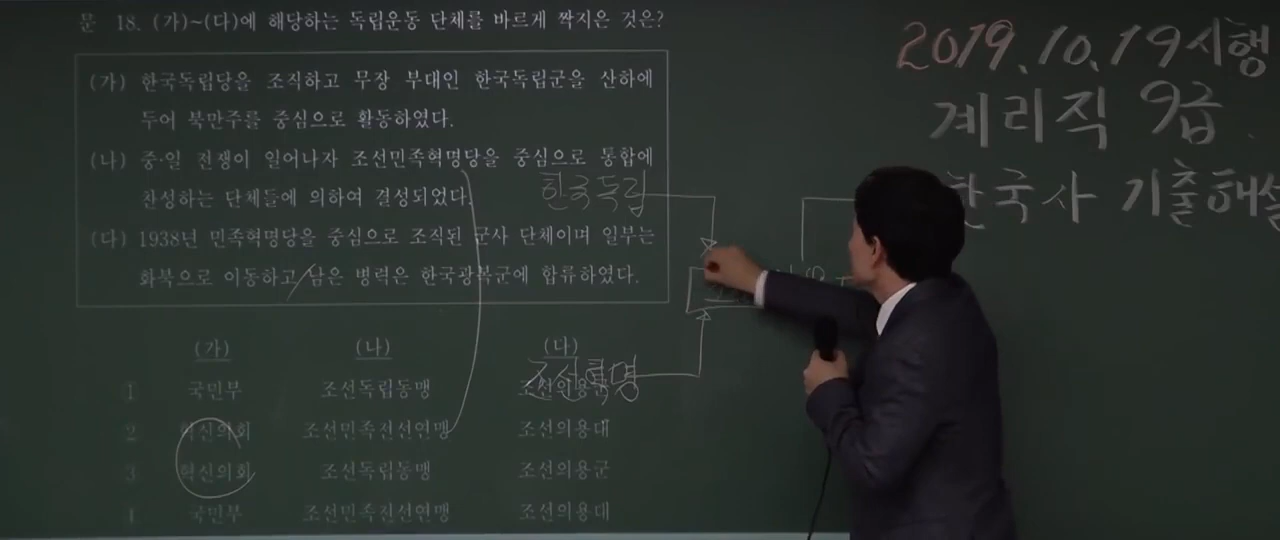 문 18. (가)~(다)에 해당하는 독립운동 단체를 바르게 짝지은 것은?
(가) 한국독립당을 조직하고 무장 부대인 한국독립군을 산하에
두어 북만주를 중심으로 활동하였다.
(나) 중·일 전쟁이 일어나자 조선민족혁명당을 중심으로 통합에
찬성하는 단체들에 의하여 결성되었다.
(다) 1938년 민족혁명당을 중심으로 조직된 군사 단체이며 일부는
화북으로 이동하고 남은 병력은 한국광복군에 합류하였다.
(가) (나) (다)
1 국민부 조선독립동맹 조선의용군
2 혁신의회 조선민족전선연맹 조선의용대
3 혁신의회 조선독립동맹 조선의용군
4 국민부 조선민족전선연맹 조선의용대
한국독립
조선혁명
2019.10.19시행
계리직 9급
한국사 기출해설